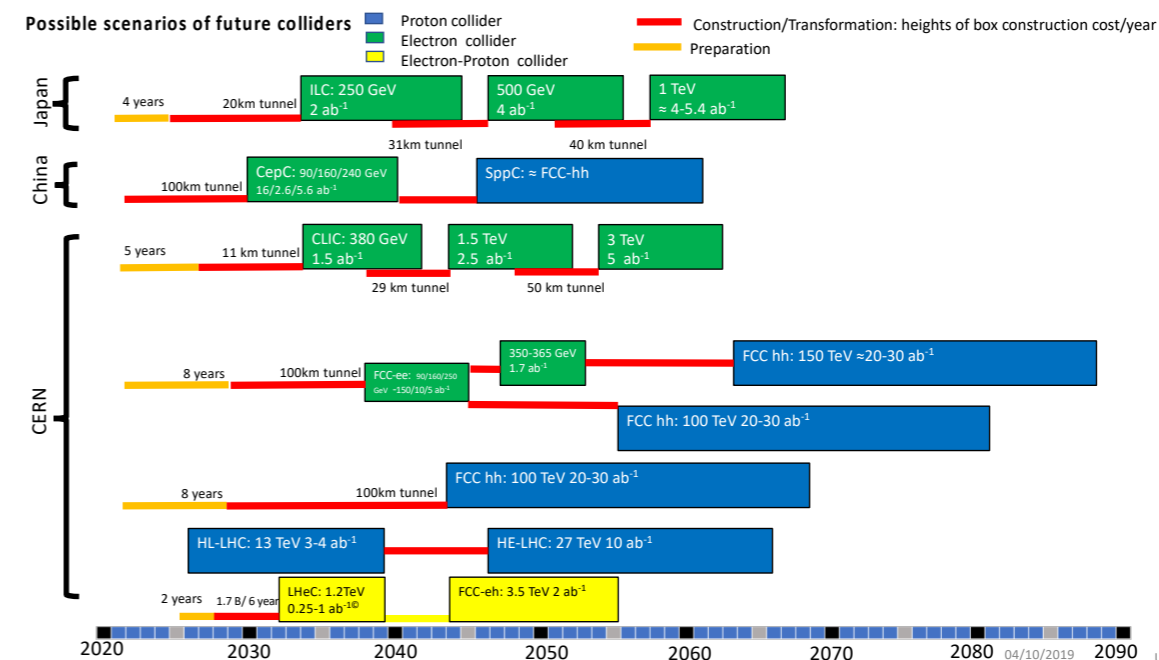 Possible scenarios of future colliders
Proton collider
Electron collider
Electron-Proton collider
Construction/Transformation: heights of box construction cost/year
Preparation
Japan
4 years
20km tunnel
ILC: 250 GeV
2 ab⁻¹
500 GeV
4 ab⁻¹
1 TeV
≈ 4-5.4 ab⁻¹
31km tunnel
40 km tunnel
China
100km tunnel
CepC: 90/160/240 GeV
16/2.6/5.6 ab⁻¹
SppC: ≈ FCC-hh
CERN
5 years
11 km tunnel
CLIC: 380 GeV
1.5 ab⁻¹
1.5 TeV
2.5 ab⁻¹
3 TeV
5 ab⁻¹
29 km tunnel
50 km tunnel
8 years
100km tunnel
FCC-ee: 90/160/250
GeV ~150/10/5 ab⁻¹
350-365 GeV
1.7 ab⁻¹
FCC hh: 150 TeV ≈20-30 ab⁻¹
FCC hh: 100 TeV 20-30 ab⁻¹
8 years
100km tunnel
FCC hh: 100 TeV 20-30 ab⁻¹
HL-LHC: 13 TeV 3-4 ab⁻¹
HE-LHC: 27 TeV 10 ab⁻¹
2 years
1.7 B/ 6 year
LHeC: 1.2TeV
0.25-1 ab⁻¹©
FCC-eh: 3.5 TeV 2 ab⁻¹
2020 2030 2040 2050 2060 2070 2080 2090
04/10/2019